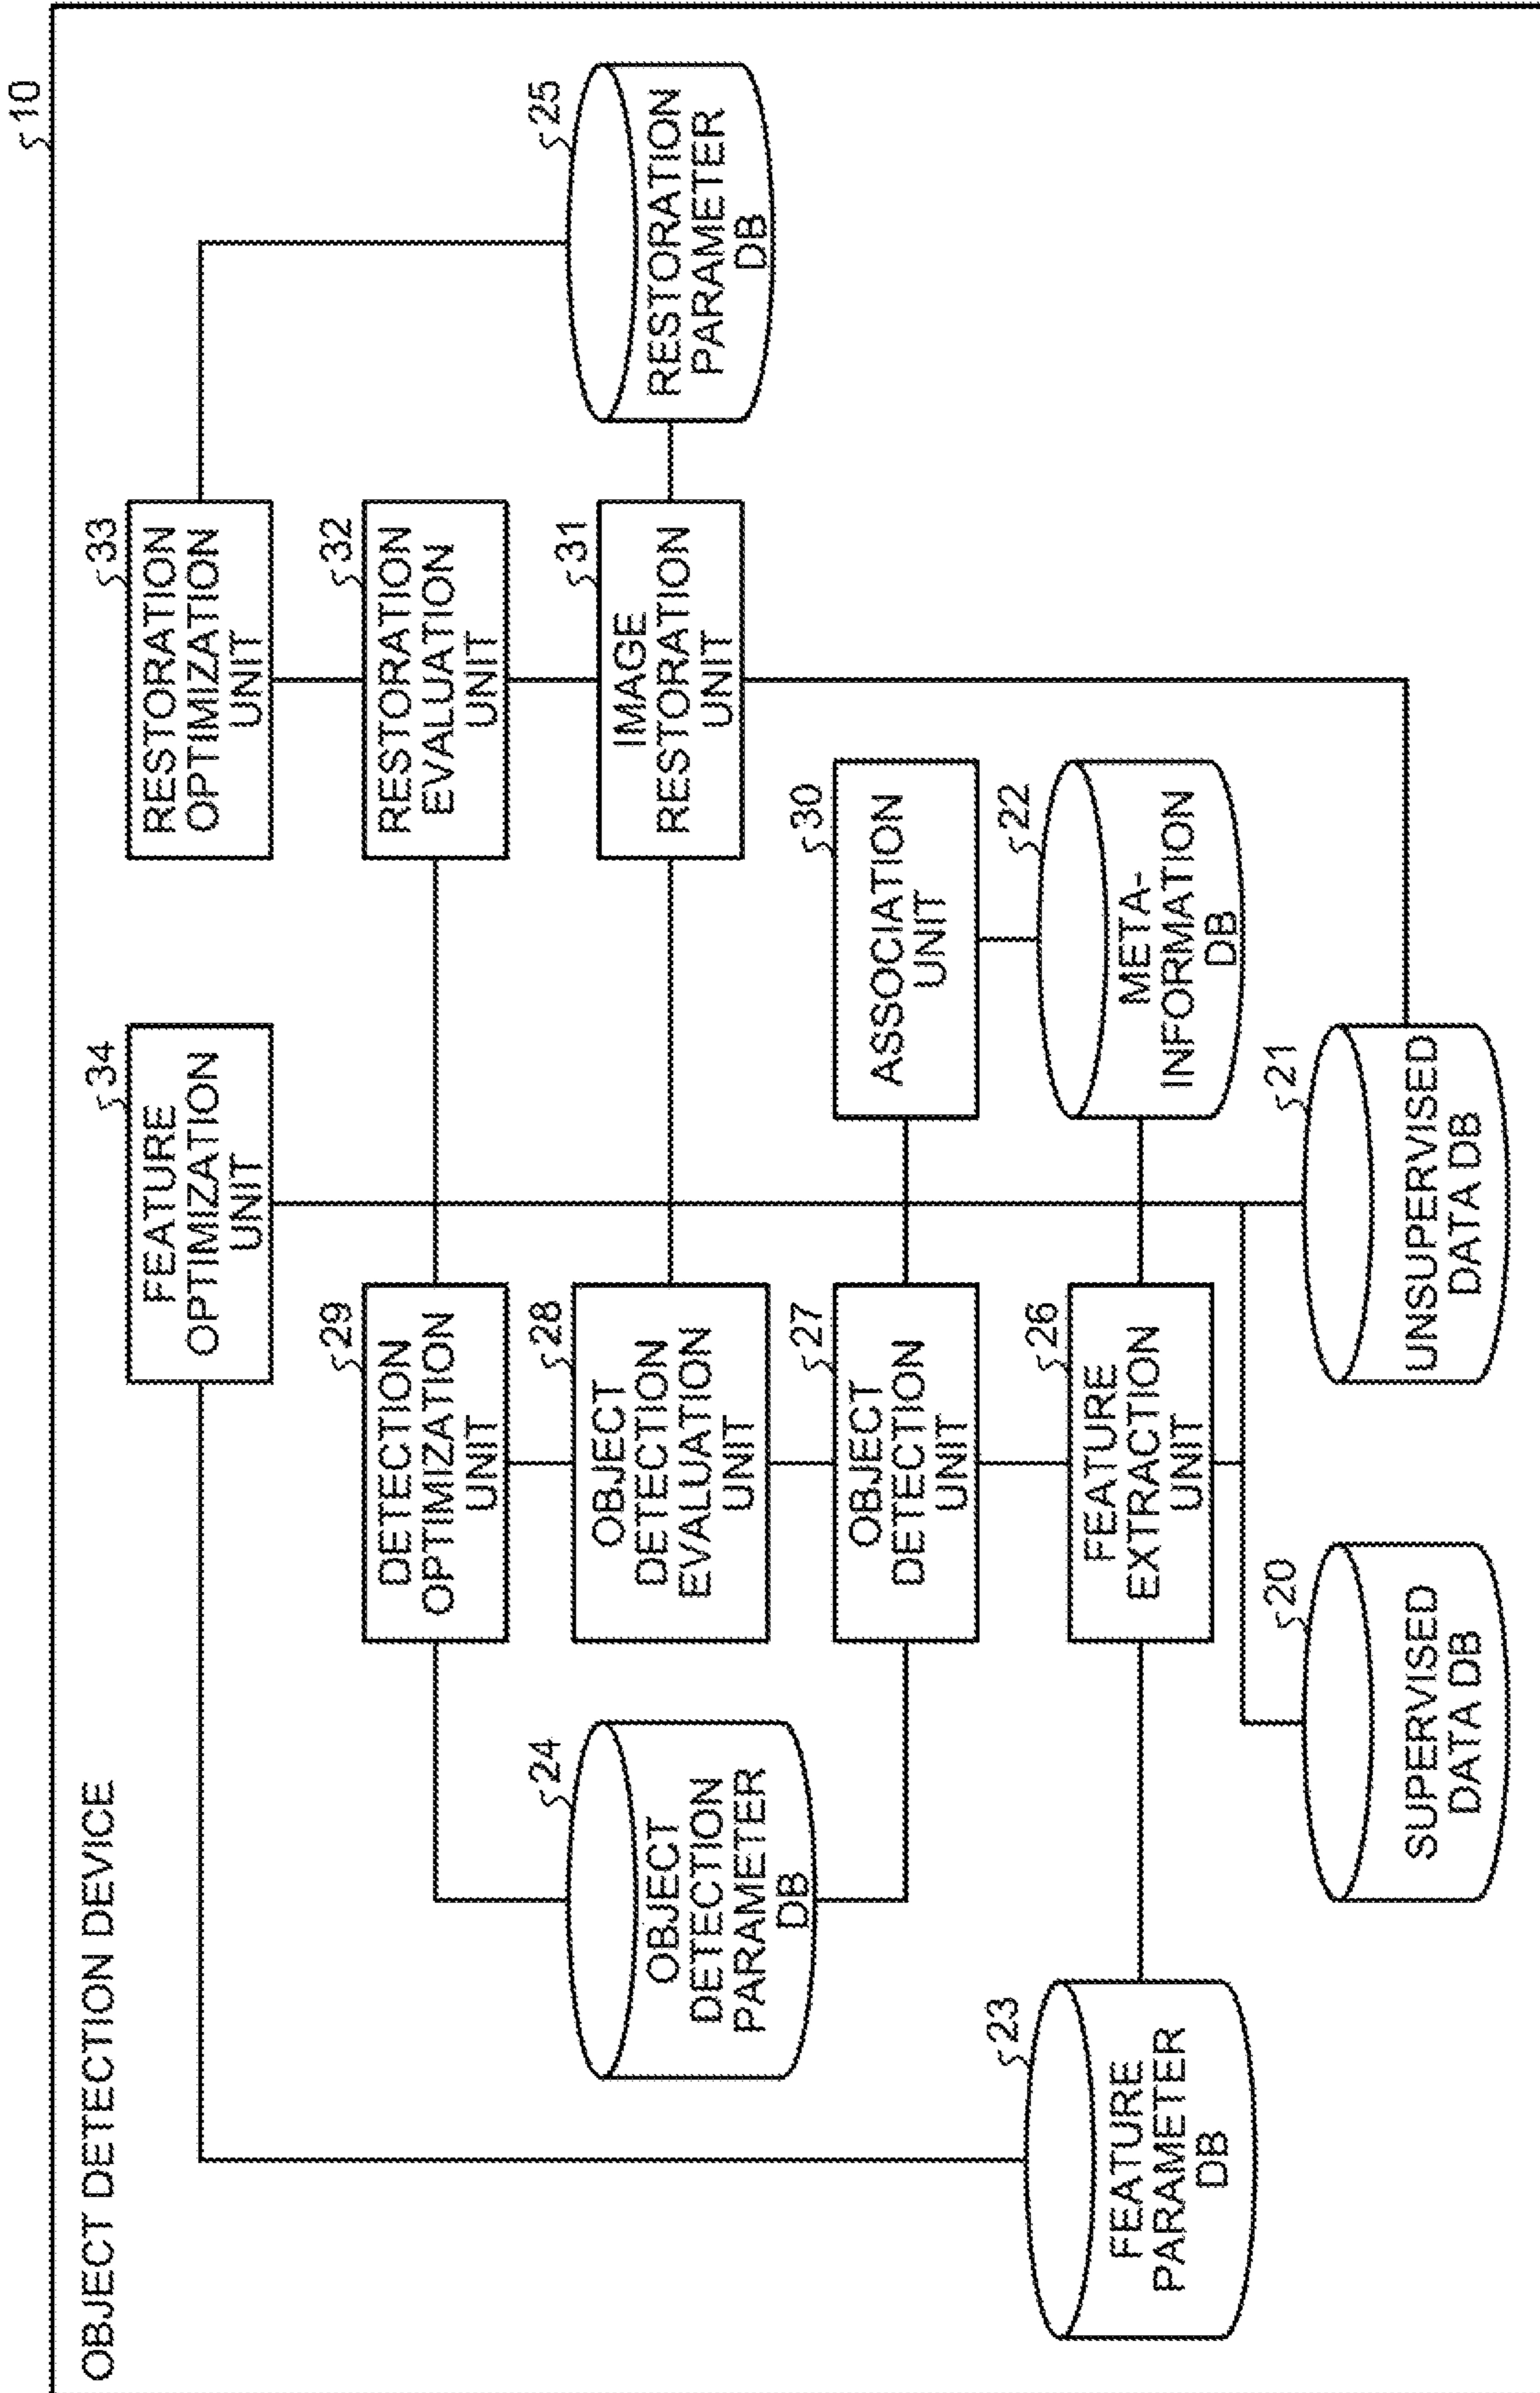 10
OBJECT DETECTION DEVICE
34
FEATURE
OPTIMIZATION
UNIT
33
RESTORATION
OPTIMIZATION
UNIT
29
DETECTION
OPTIMIZATION
UNIT
32
RESTORATION
EVALUATION
UNIT
24
OBJECT
DETECTION
PARAMETER
DB
28
OBJECT
DETECTION
EVALUATION
UNIT
31
IMAGE
RESTORATION
UNIT
25
RESTORATION
PARAMETER
DB
27
OBJECT
DETECTION
UNIT
30
ASSOCIATION
UNIT
23
FEATURE
PARAMETER
DB
26
FEATURE
EXTRACTION
UNIT
22
META-
INFORMATION
DB
20
SUPERVISED
DATA DB
21
UNSUPERVISED
DATA DB